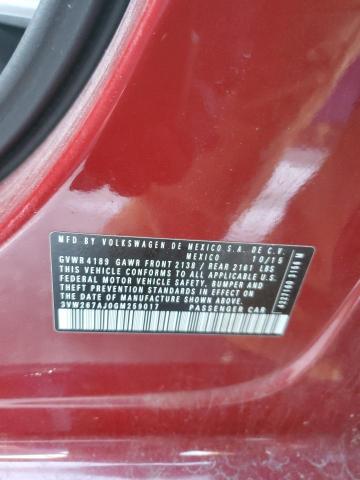 MFD BY VOLKSWAGEN DE MEXICO S.A. DE C.V.
MEXICO 10/15
GVWR 4189 GAWR FRONT 2138 / REAR 2161 LBS
THIS VEHICLE CONFORMS TO ALL APPLICABLE U.S.
FEDERAL MOTOR VEHICLE SAFETY, BUMPER AND
THEFT PREVENTION STANDARDS IN EFFECT ON
THE DATE OF MANUFACTURE SHOWN ABOVE
3VW267AJ0GM259017 PASSENGER CAR